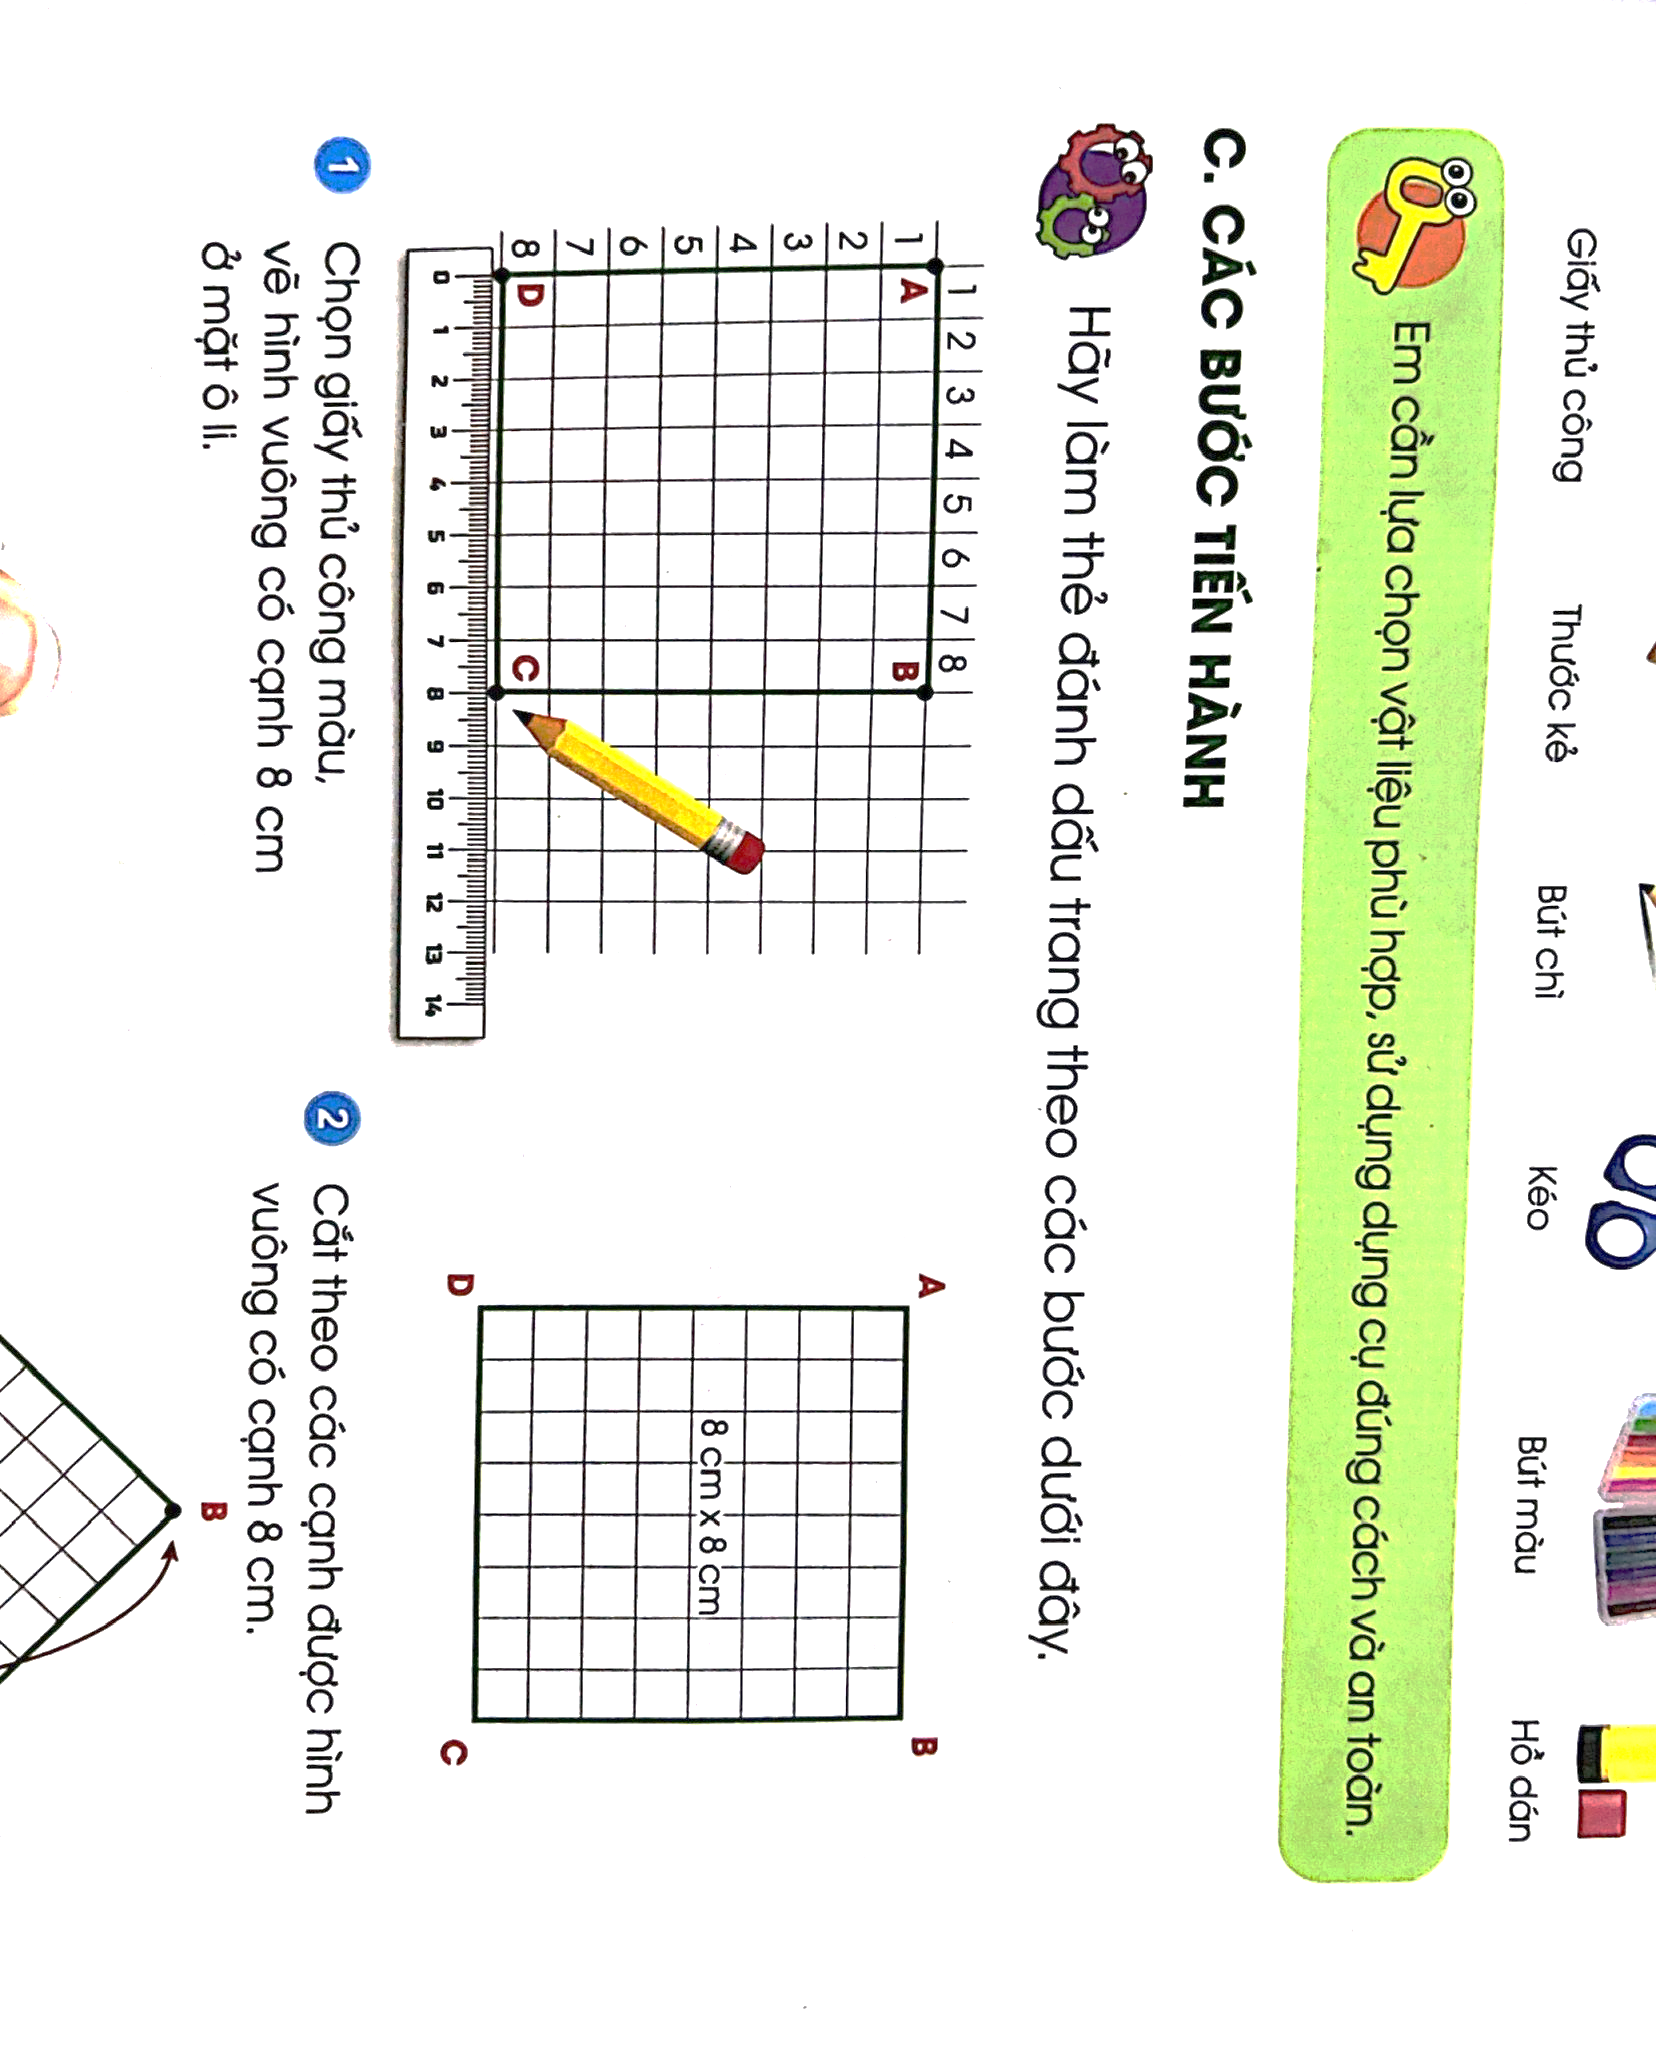 Giấy thủ công Thước kẻ Bút chì Kéo Bút màu Hồ dán
Em cần lựa chọn vật liệu phù hợp, sử dụng dụng cụ đúng cách và an toàn.
C. CÁC BƯỚC TIẾN HÀNH
Hãy làm thẻ đánh dấu trang theo các bước dưới đây.
1 2 3 4 5 6 7 8
A B
1
2
3
4
5
6
7
8
D C
0 1 2 3 4 5 6 7 8 9 10 11 12 13 14
A B
8 cm x 8 cm
D C
1 Chọn giấy thủ công màu,
vẽ hình vuông có cạnh 8 cm
ở mặt ô li.
2 Cắt theo các cạnh được hình
vuông có cạnh 8 cm.
B